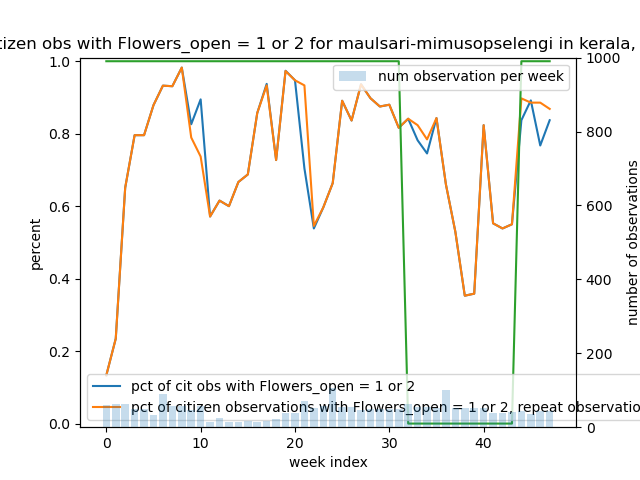 tizen obs with Flowers_open = 1 or 2 for maulsari-mimusopselengi in kerala,
num observation per week
1.0
0.8
0.6
0.4
0.2
0.0
percent
1000
800
600
400
200
0
number of observations
pct of cit obs with Flowers_open = 1 or 2
pct of citizen observations with Flowers_open = 1 or 2, repeat observatio
0 10 20 30 40
week index